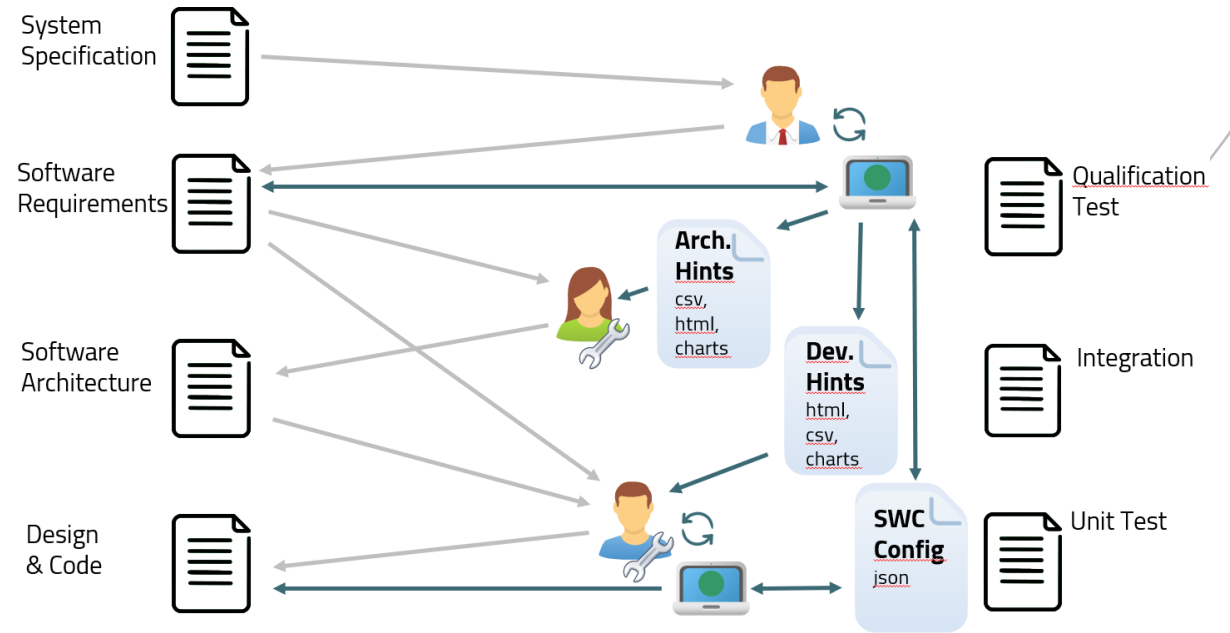 System
Specification
Software
Requirements
Qualification
Test
Arch.
Hints
csv,
html,
charts
Software
Architecture
Dev.
Hints
html,
csv,
charts
Integration
Design
& Code
SWC
Config
json
Unit Test